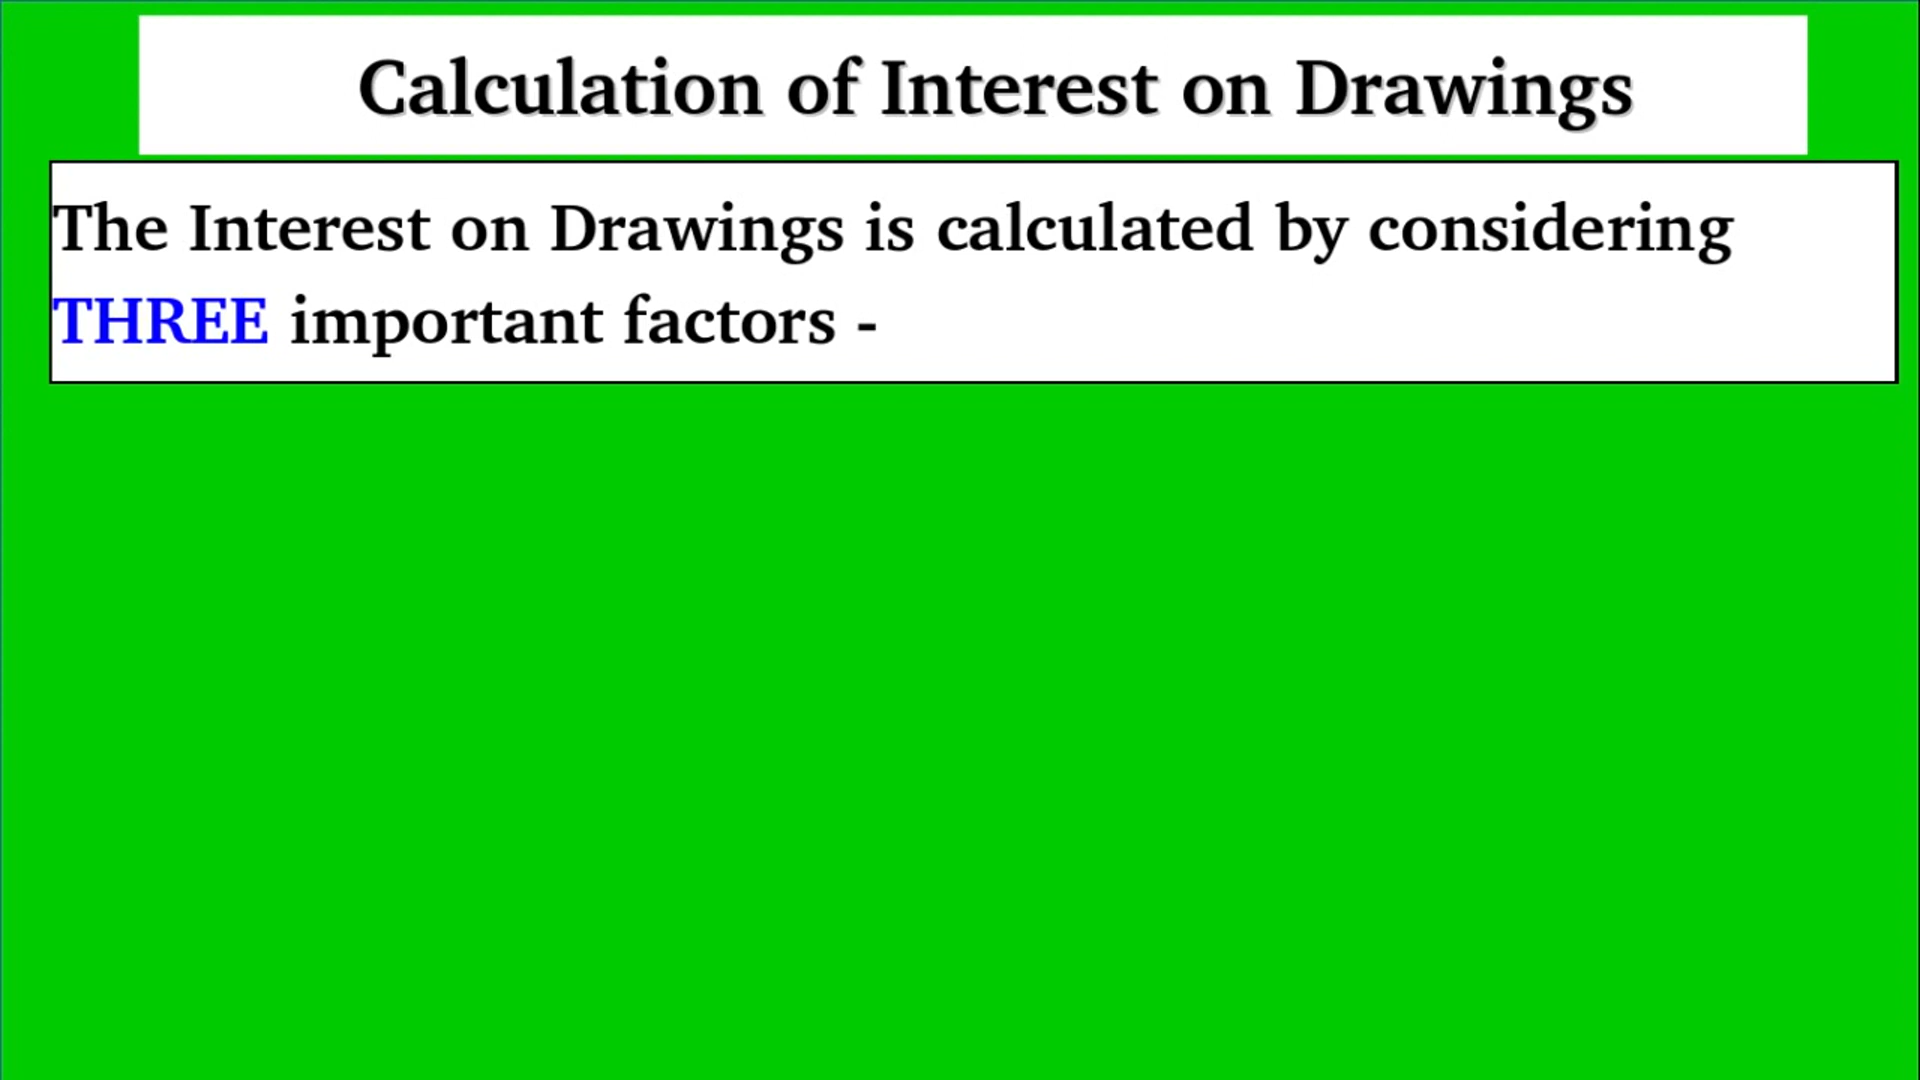 Calculation of Interest on Drawings
The Interest on Drawings is calculated by considering
THREE important factors -